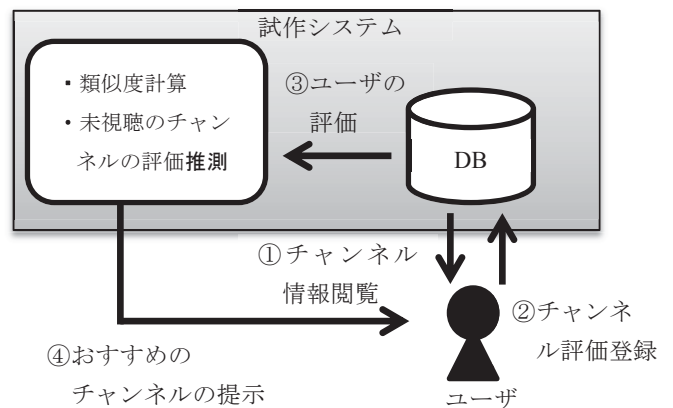 試作システム
・類似度計算
・未視聴のチャン
ネルの評価推測
③ユーザの
評価
DB
①チャンネル
情報閲覧
②チャンネ
ル評価登録
④おすすめの
チャンネルの提示
ユーザ